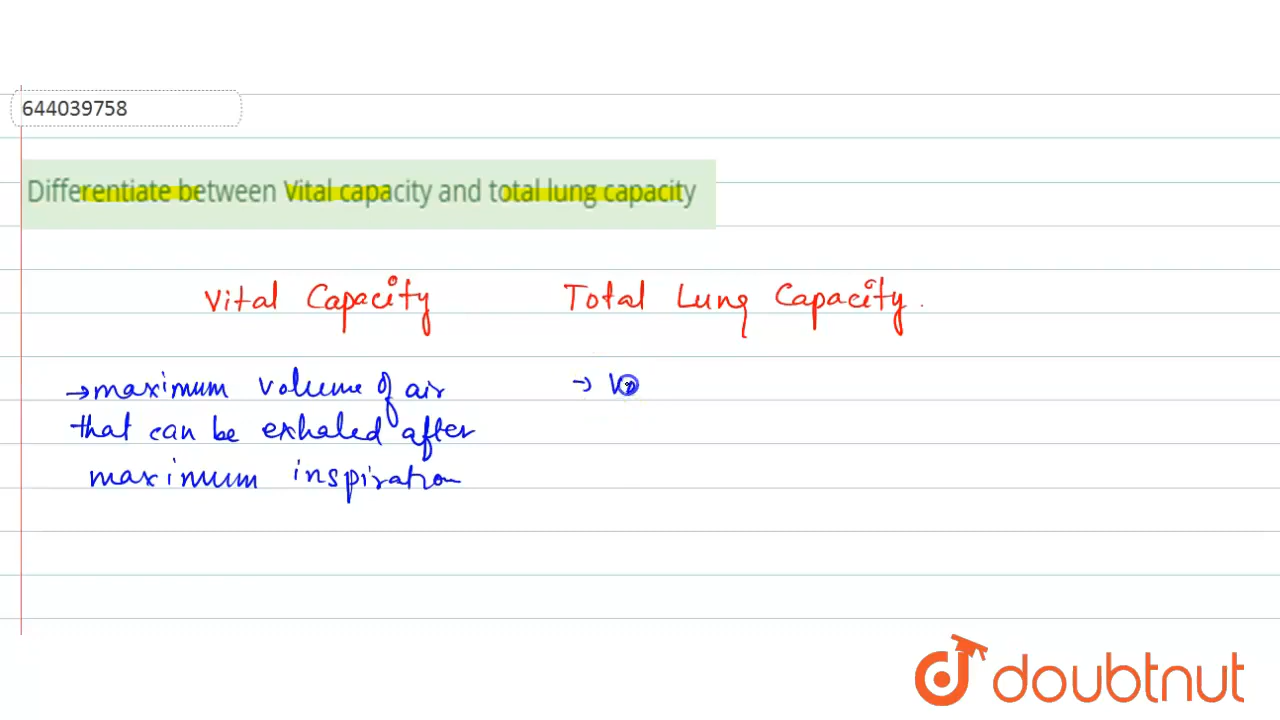 644039758
Differentiate between Vital capacity and total lung capacity
Vital Capacity Total Lung Capacity.
→ maximum volume of air → Vo
that can be exhaled after
maximum inspiration
doubtnut